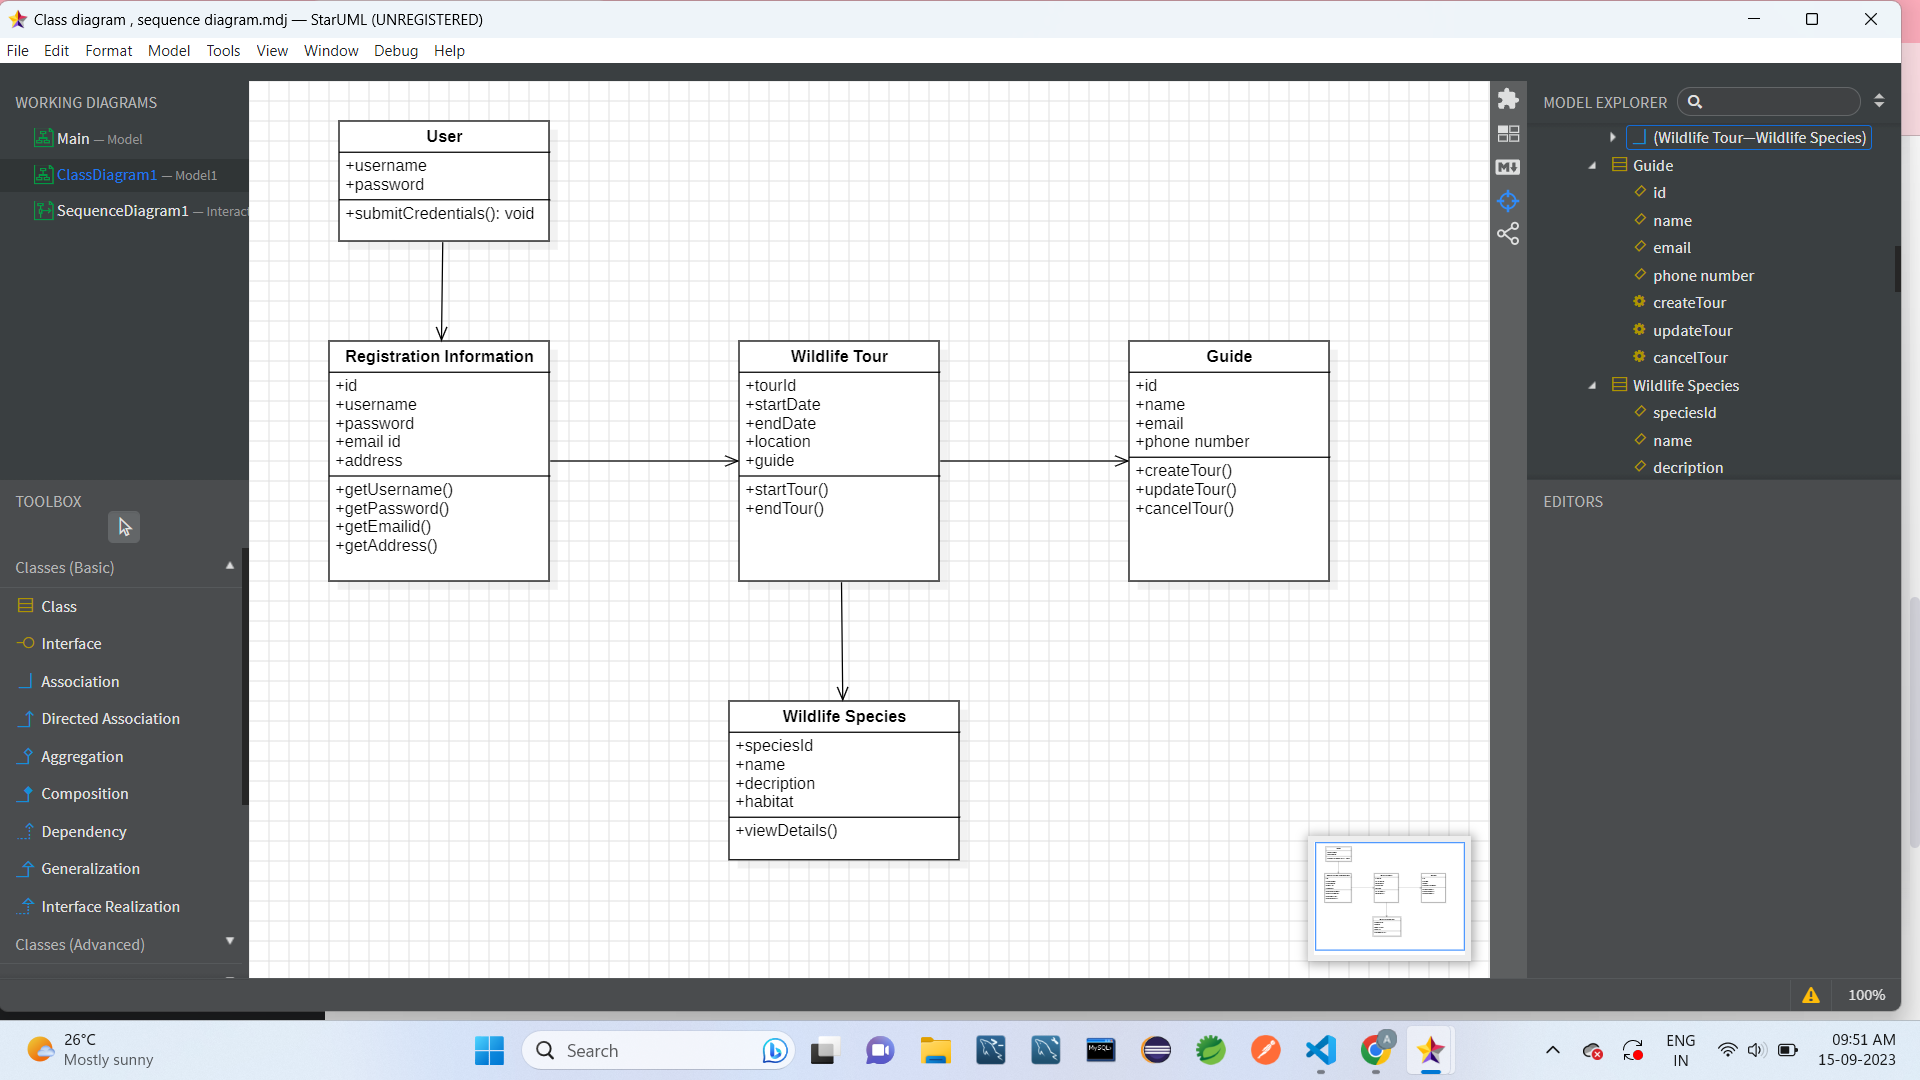 Class diagram , sequence diagram.mdj — StarUML (UNREGISTERED)
File Edit Format Model Tools View Window Debug Help
WORKING DIAGRAMS
Main — Model
ClassDiagram1 — Model1
SequenceDiagram1 — Interact
TOOLBOX
Classes (Basic)
Class
Interface
Association
Directed Association
Aggregation
Composition
Dependency
Generalization
Interface Realization
Classes (Advanced)
User
+username
+password
+submitCredentials(): void
Registration Information
+id
+username
+password
+email id
+address
+getUsername()
+getPassword()
+getEmailid()
+getAddress()
Wildlife Tour
+tourId
+startDate
+endDate
+location
+guide
+startTour()
+endTour()
Guide
+id
+name
+email
+phone number
+createTour()
+updateTour()
+cancelTour()
Wildlife Species
+speciesId
+name
+decription
+habitat
+viewDetails()
MODEL EXPLORER
(Wildlife Tour—Wildlife Species)
Guide
id
name
email
phone number
createTour
updateTour
cancelTour
Wildlife Species
speciesId
name
decription
EDITORS
100%
26°C
Mostly sunny
Search
MySQL
A
ENG
IN
09:51 AM
15-09-2023